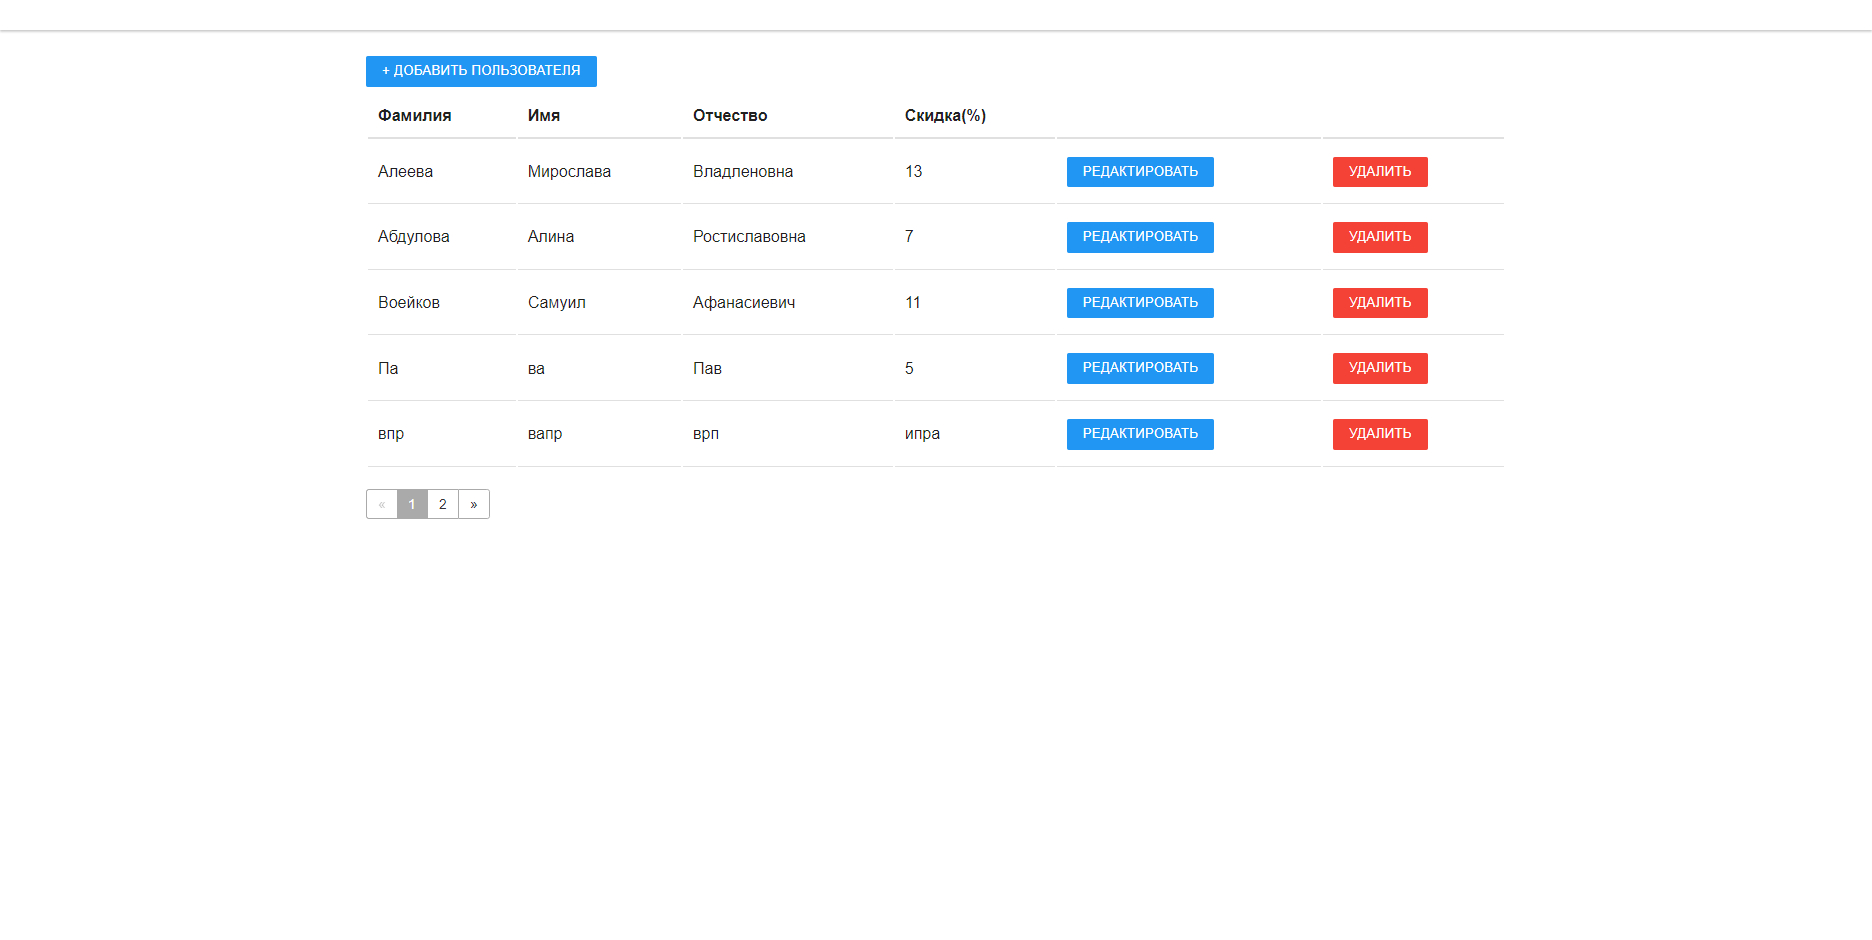 + ДОБАВИТЬ ПОЛЬЗОВАТЕЛЯ
Фамилия Имя Отчество Скидка(%)
Алеева Мирослава Владленовна 13 РЕДАКТИРОВАТЬ УДАЛИТЬ
Абдулова Алина Ростиславовна 7 РЕДАКТИРОВАТЬ УДАЛИТЬ
Воейков Самуил Афанасиевич 11 РЕДАКТИРОВАТЬ УДАЛИТЬ
Па ва Пав 5 РЕДАКТИРОВАТЬ УДАЛИТЬ
впр вапр врп ипра РЕДАКТИРОВАТЬ УДАЛИТЬ
« 1 2 »